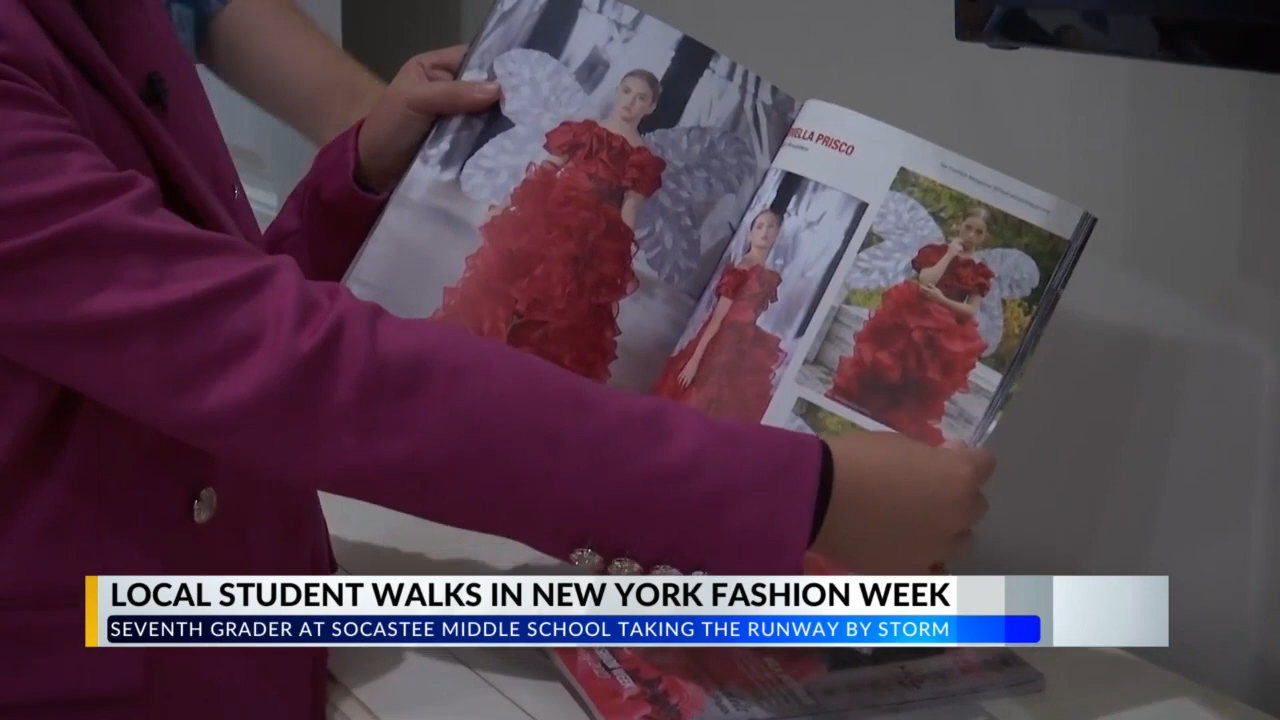 PRISCO
LOCAL STUDENT WALKS IN NEW YORK FASHION WEEK
SEVENTH GRADER AT SOCASTEE MIDDLE SCHOOL TAKING THE RUNWAY BY STORM